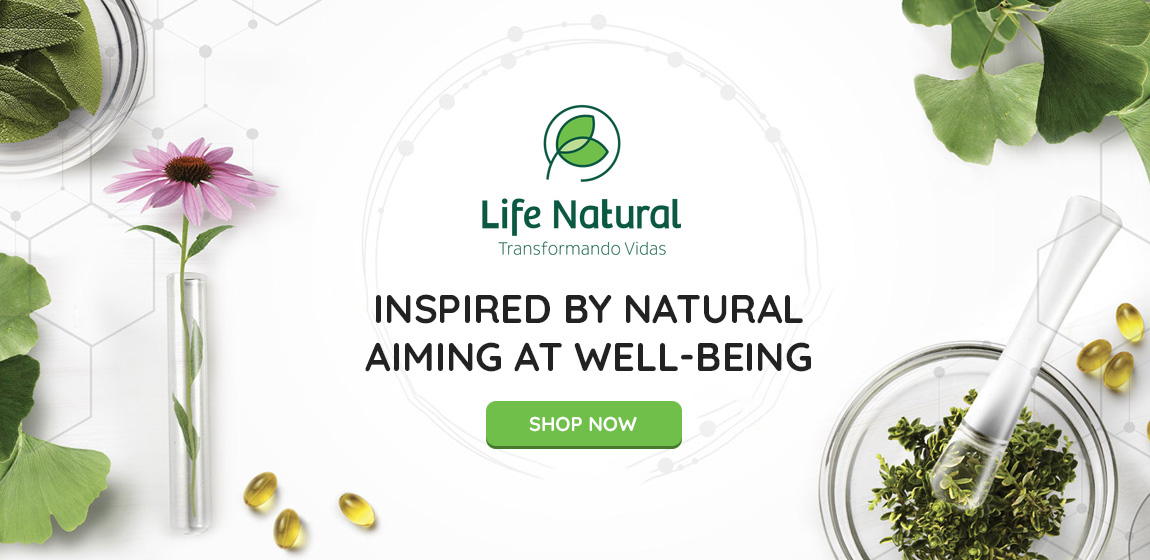 Life Natural
Transformando Vidas
INSPIRED BY NATURAL
AIMING AT WELL-BEING
SHOP NOW